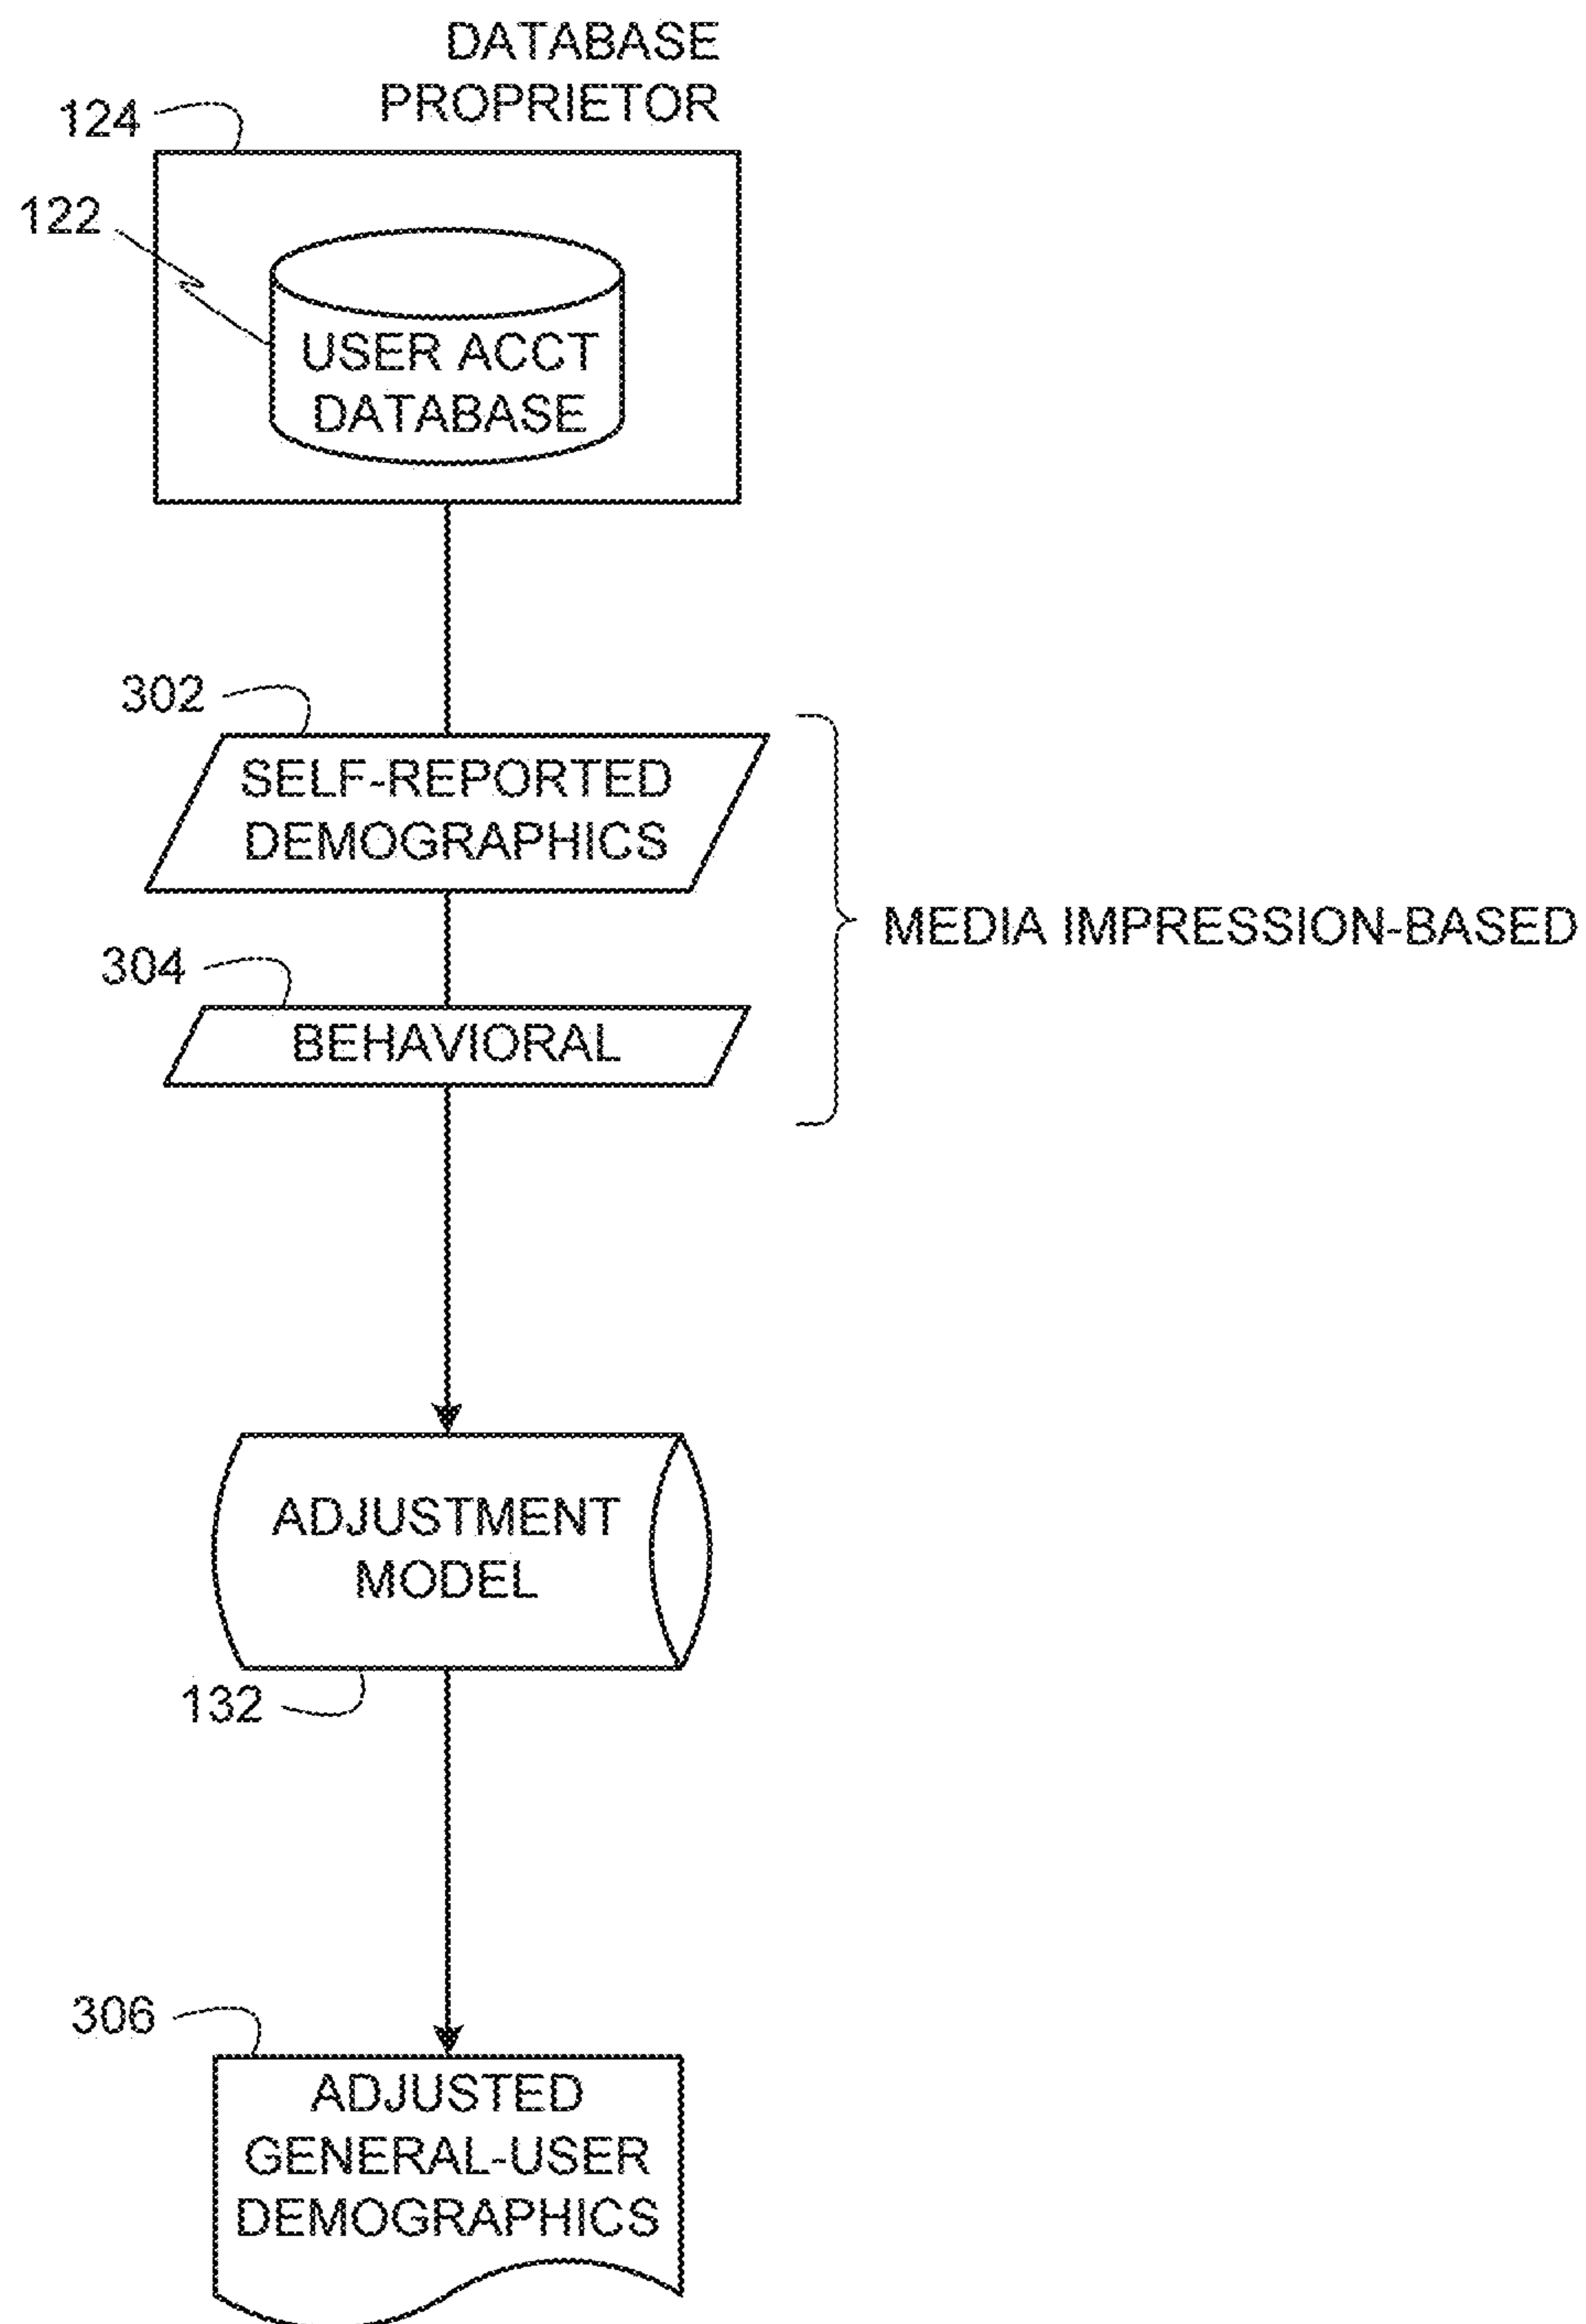 DATABASE
PROPRIETOR
124
122
USER ACCT
DATABASE
302
SELF-REPORTED
DEMOGRAPHICS
MEDIA IMPRESSION-BASED
304
BEHAVIORAL
ADJUSTMENT
MODEL
132
306
ADJUSTED
GENERAL-USER
DEMOGRAPHICS